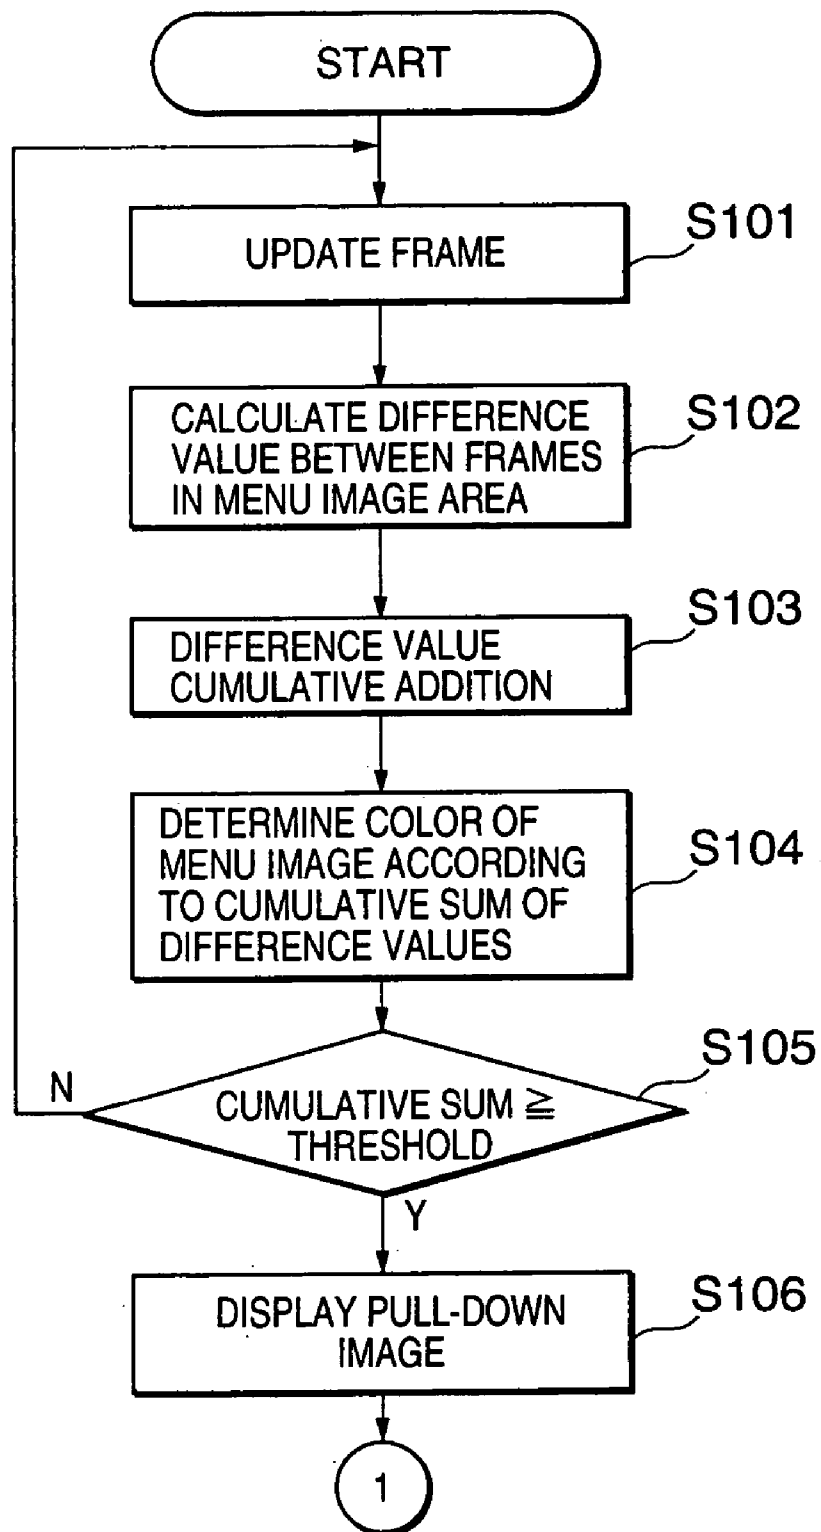 START
UPDATE FRAME
S101
CALCULATE DIFFERENCE
VALUE BETWEEN FRAMES
IN MENU IMAGE AREA
S102
DIFFERENCE VALUE
CUMULATIVE ADDITION
S103
DETERMINE COLOR OF
MENU IMAGE ACCORDING
TO CUMULATIVE SUM OF
DIFFERENCE VALUES
S104
N
CUMULATIVE SUM ≧
THRESHOLD
S105
Y
DISPLAY PULL-DOWN
IMAGE
S106
1